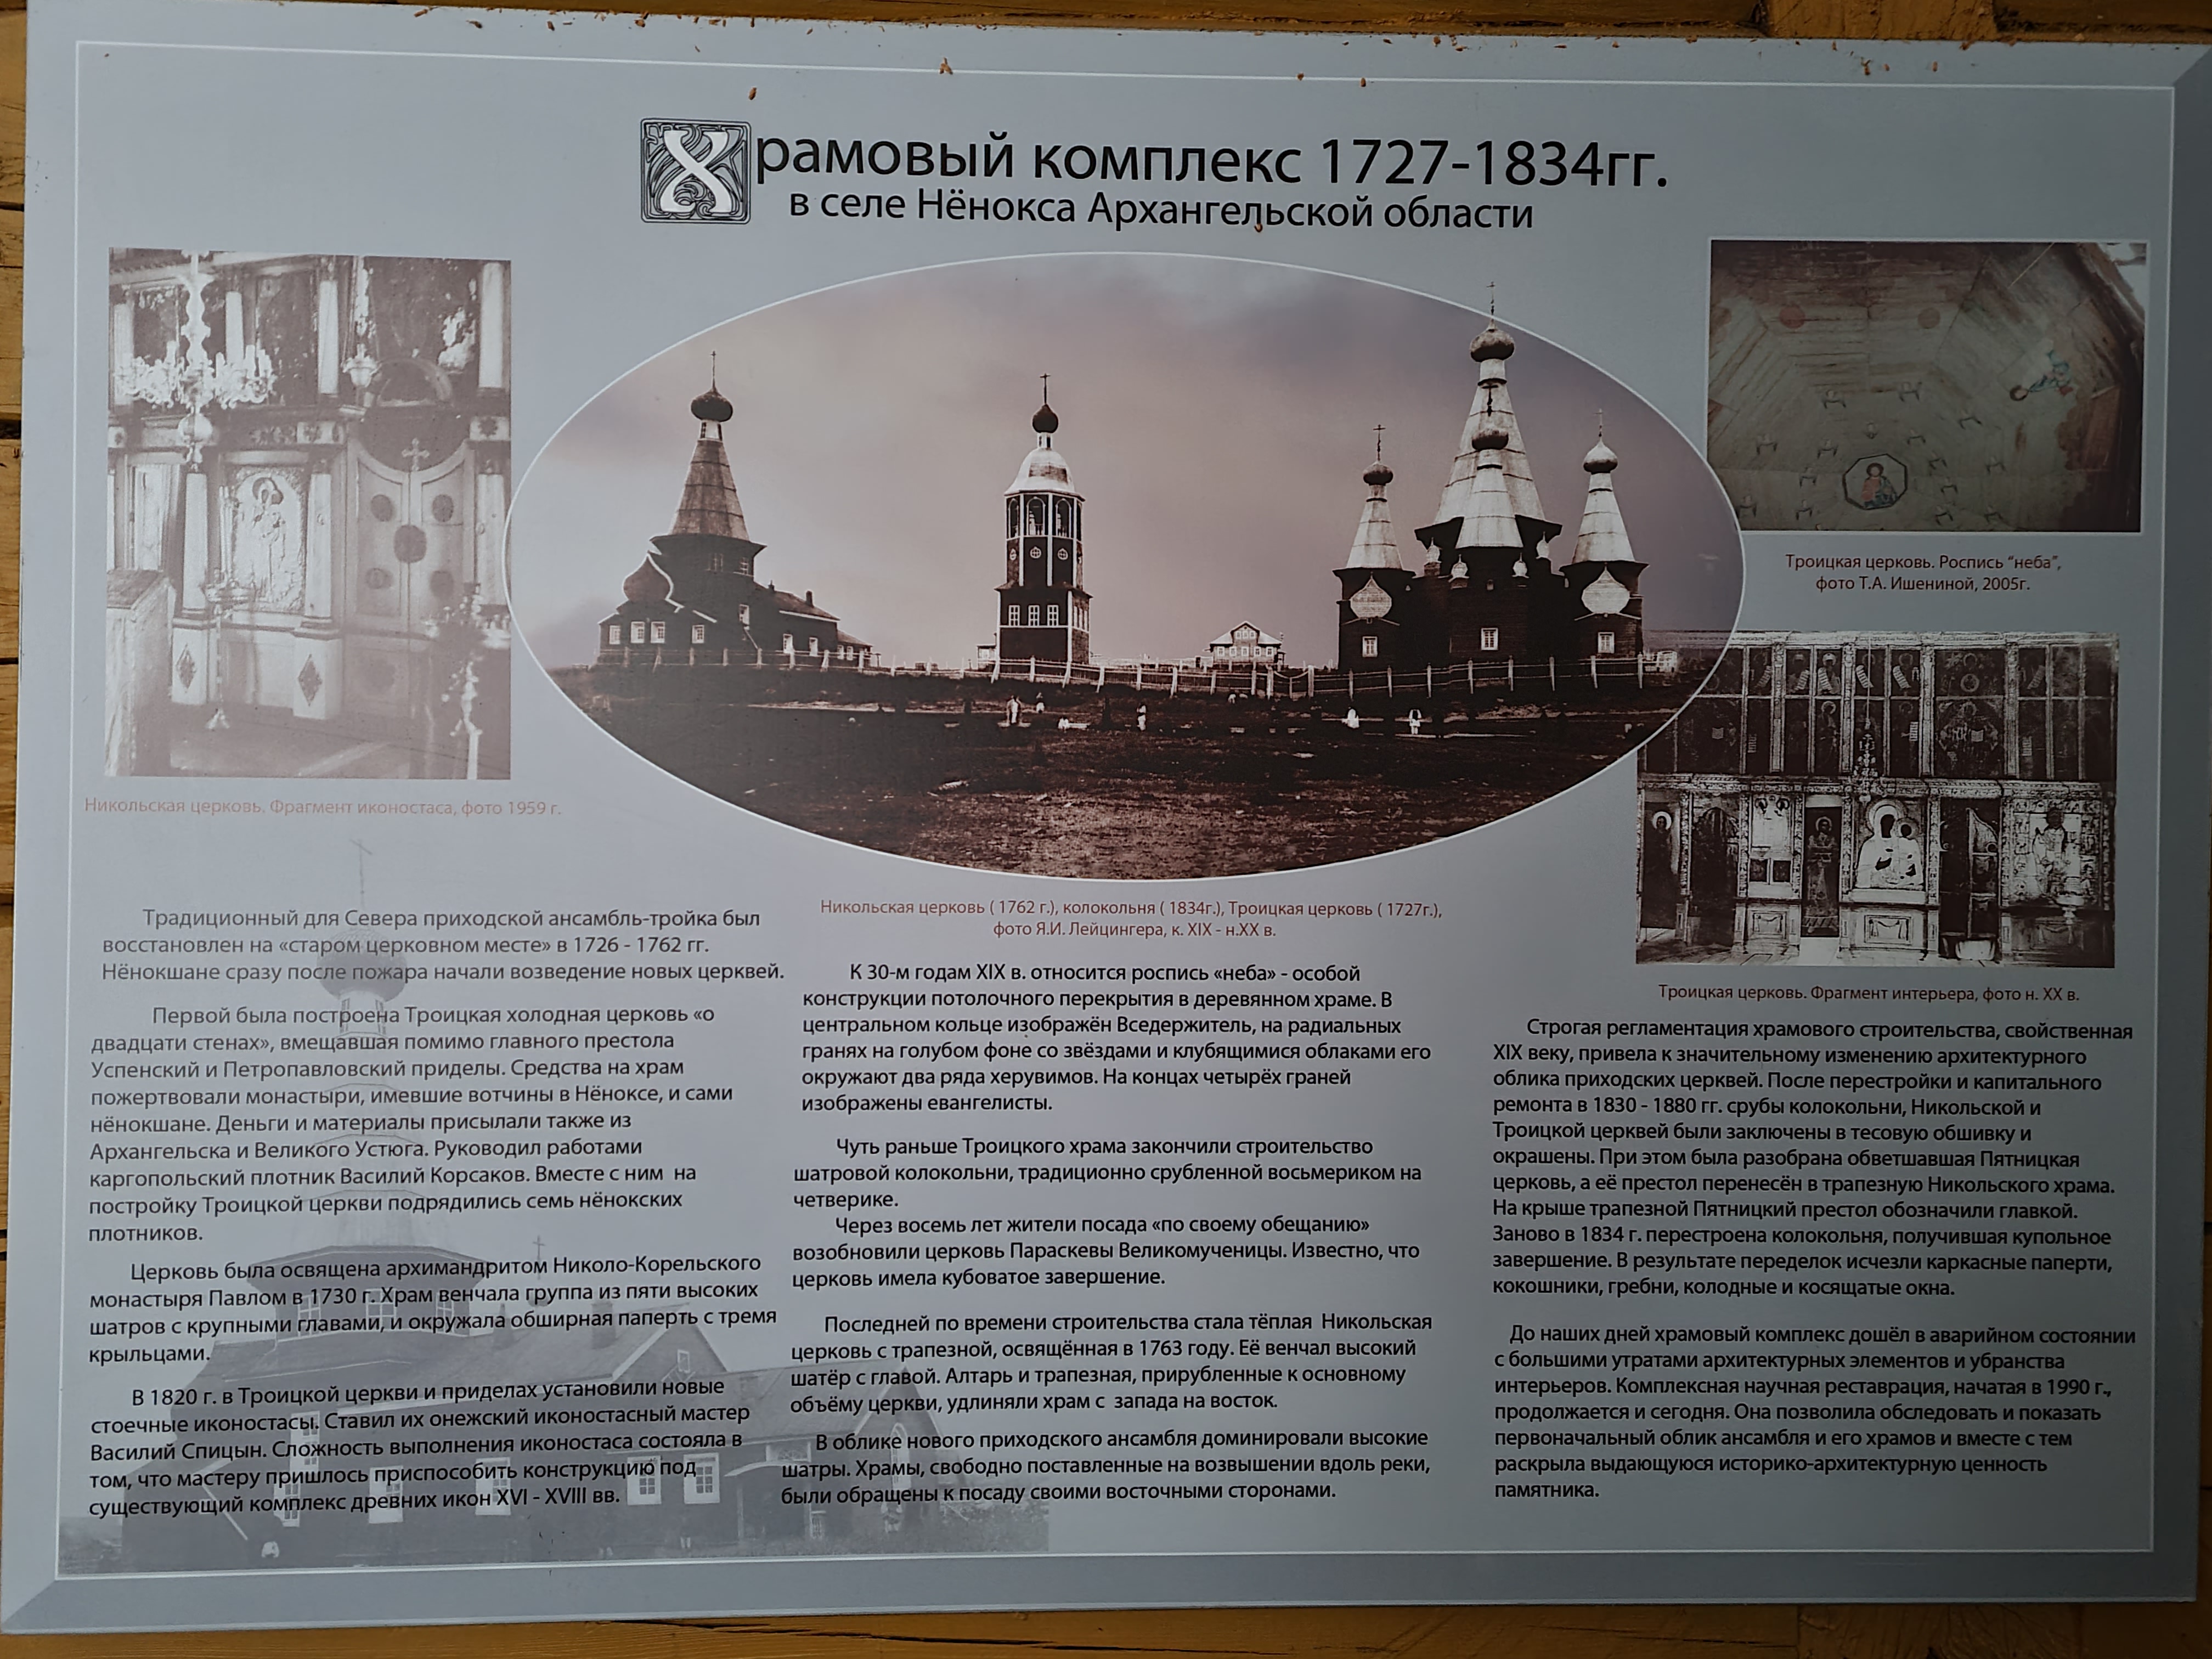 Храмовый комплекс 1727-1834гг.
в селе Нёнокса Архангельской области
Троицкая церковь. Роспись “неба”,
фото Т.А. Ишениной, 2005г.
Никольская церковь. Фрагмент иконостаса, фото 1959 г.
Никольская церковь ( 1762 г.), колокольня ( 1834г.), Троицкая церковь ( 1727г.),
фото Я.И. Лейцингера, к. XIX - н.XX в.
Троицкая церковь. Фрагмент интерьера, фото н. XX в.
Традиционный для Севера приходской ансамбль-тройка был
восстановлен на «старом церковном месте» в 1726 - 1762 гг.
Нёнокшане сразу после пожара начали возведение новых церквей.
Первой была построена Троицкая холодная церковь «о
двадцати стенах», вмещавшая помимо главного престола
Успенский и Петропавловский приделы. Средства на храм
пожертвовали монастыри, имевшие вотчины в Нёноксе, и сами
нёнокшане. Деньги и материалы присылали также из
Архангельска и Великого Устюга. Руководил работами
каргопольский плотник Василий Корсаков. Вместе с ним на
постройку Троицкой церкви подрядились семь нёнокских
плотников.
Церковь была освящена архимандритом Николо-Корельского
монастыря Павлом в 1730 г. Храм венчала группа из пяти высоких
шатров с крупными главами, и окружала обширная паперть с тремя
крыльцами.
В 1820 г. в Троицкой церкви и приделах установили новые
стоечные иконостасы. Ставил их онежский иконостасный мастер
Василий Спицын. Сложность выполнения иконостаса состояла в
том, что мастеру пришлось приспособить конструкцию под
существующий комплекс древних икон XVI - XVIII вв.
К 30-м годам XIX в. относится роспись «неба» - особой
конструкции потолочного перекрытия в деревянном храме. В
центральном кольце изображён Вседержитель, на радиальных
гранях на голубом фоне со звёздами и клубящимися облаками его
окружают два ряда херувимов. На концах четырёх граней
изображены евангелисты.
Чуть раньше Троицкого храма закончили строительство
шатровой колокольни, традиционно срубленной восьмериком на
четверике.
Через восемь лет жители посада «по своему обещанию»
возобновили церковь Параскевы Великомученицы. Известно, что
церковь имела кубоватое завершение.
Последней по времени строительства стала тёплая Никольская
церковь с трапезной, освящённая в 1763 году. Её венчал высокий
шатёр с главой. Алтарь и трапезная, прирубленные к основному
объёму церкви, удлиняли храм с запада на восток.
В облике нового приходского ансамбля доминировали высокие
шатры. Храмы, свободно поставленные на возвышении вдоль реки,
были обращены к посаду своими восточными сторонами.
Строгая регламентация храмового строительства, свойственная
XIX веку, привела к значительному изменению архитектурного
облика приходских церквей. После перестройки и капитального
ремонта в 1830 - 1880 гг. срубы колокольни, Никольской и
Троицкой церквей были заключены в тесовую обшивку и
окрашены. При этом была разобрана обветшавшая Пятницкая
церковь, а её престол перенесён в трапезную Никольского храма.
На крыше трапезной Пятницкий престол обозначили главкой.
Заново в 1834 г. перестроена колокольня, получившая купольное
завершение. В результате переделок исчезли каркасные паперти,
кокошники, гребни, колодные и косящатые окна.
До наших дней храмовый комплекс дошёл в аварийном состоянии
с большими утратами архитектурных элементов и убранства
интерьеров. Комплексная научная реставрация, начатая в 1990 г.,
продолжается и сегодня. Она позволила обследовать и показать
первоначальный облик ансамбля и его храмов и вместе с тем
раскрыла выдающуюся историко-архитектурную ценность
памятника.